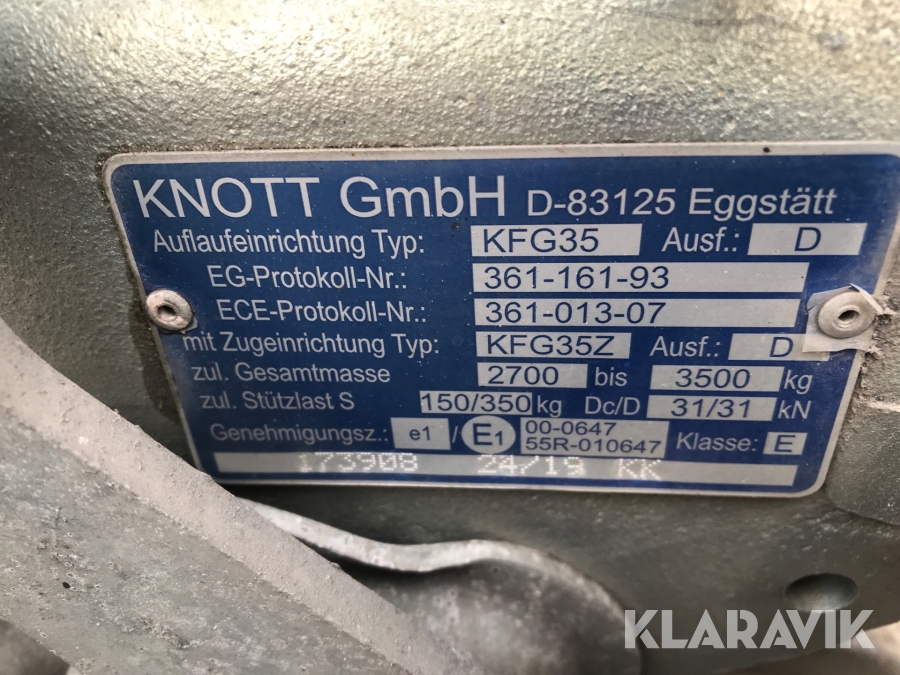 KNOTT GmbH D-83125 Eggstätt
Auflaufeinrichtung Typ: KFG35 Ausf.: D
EG-Protokoll-Nr.: 361-161-93
ECE-Protokoll-Nr.: 361-013-07
mit Zugeinrichtung Typ: KFG35Z Ausf.: D
zul. Gesamtmasse 2700 bis 3500 kg
zul. Stützlast S 150/350 kg Dc/D 31/31 kN
Genehmigungsz.: e1 / E1 00-0647 55R-010647 Klasse: E
173908 24/19 KK
KLARAVIK